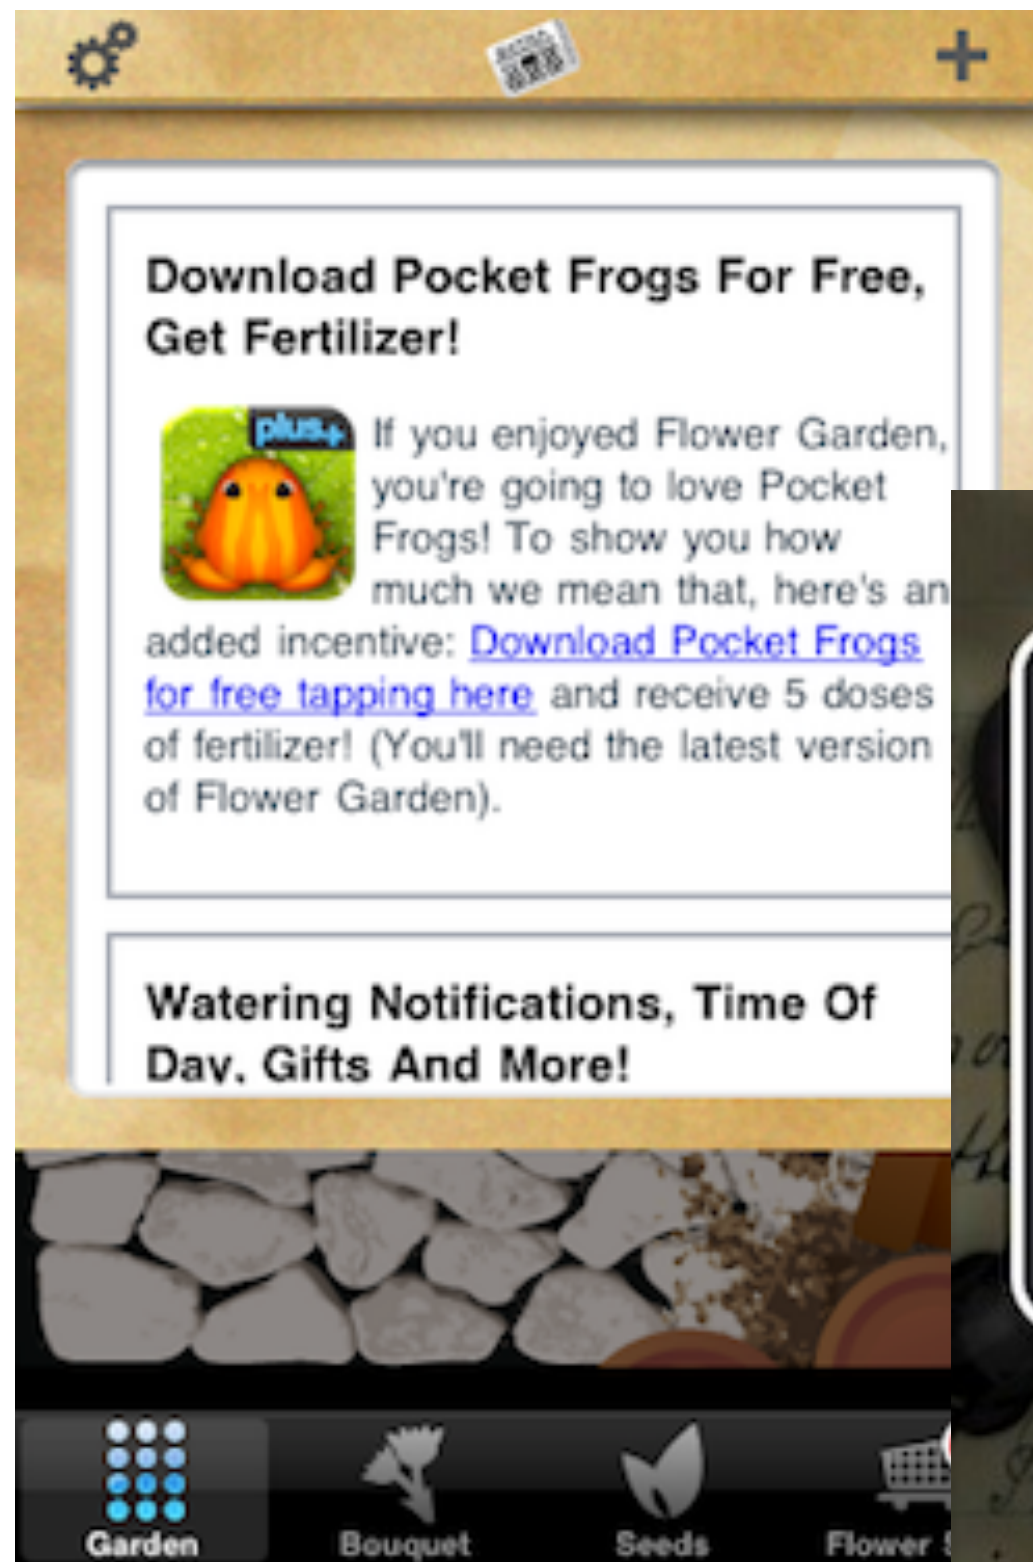 Download Pocket Frogs For Free,
Get Fertilizer!
plus+
If you enjoyed Flower Garden,
you're going to love Pocket
Frogs! To show you how
much we mean that, here's an
added incentive: Download Pocket Frogs
for free tapping here and receive 5 doses
of fertilizer! (You'll need the latest version
of Flower Garden).
Watering Notifications, Time Of
Day, Gifts And More!
Garden
Bouquet
Seeds
Flower